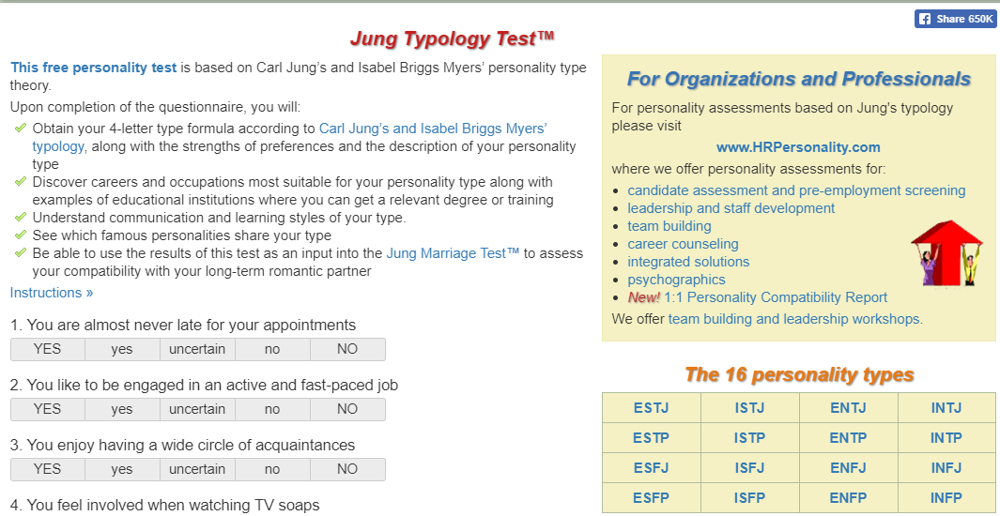 Share 650K
Jung Typology Test™
This free personality test is based on Carl Jung's and Isabel Briggs Myers' personality type
theory.
Upon completion of the questionnaire, you will:
Obtain your 4-letter type formula according to Carl Jung's and Isabel Briggs Myers'
typology, along with the strengths of preferences and the description of your personality
type
Discover careers and occupations most suitable for your personality type along with
examples of educational institutions where you can get a relevant degree or training
Understand communication and learning styles of your type.
See which famous personalities share your type
Be able to use the results of this test as an input into the Jung Marriage Test™ to assess
your compatibility with your long-term romantic partner
Instructions »
1. You are almost never late for your appointments
YES yes uncertain no NO
2. You like to be engaged in an active and fast-paced job
YES yes uncertain no NO
3. You enjoy having a wide circle of acquaintances
YES yes uncertain no NO
4. You feel involved when watching TV soaps
For Organizations and Professionals
For personality assessments based on Jung's typology
please visit
www.HRPersonality.com
where we offer personality assessments for:
candidate assessment and pre-employment screening
leadership and staff development
team building
career counseling
integrated solutions
psychographics
New! 1:1 Personality Compatibility Report
We offer team building and leadership workshops.
The 16 personality types
ESTJ ISTJ ENTJ INTJ
ESTP ISTP ENTP INTP
ESFJ ISFJ ENFJ INFJ
ESFP ISFP ENFP INFP